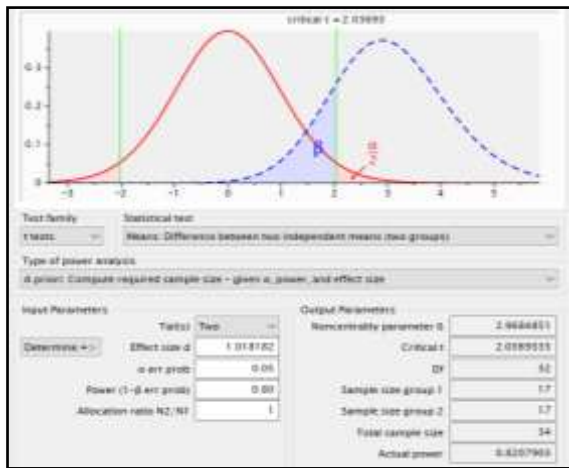 critical t = 2.03693
0.3
0.2
0.1
0
-3 -2 -1 0 1 2 3 4 5
β
α/2
Test family Statistical test
t tests Means: Difference between two independent means (two groups)
Type of power analysis
A priori: Compute required sample size - given α, power, and effect size
Input Parameters Output Parameters
Tail(s) Two Noncentrality parameter δ 2.9684851
Determine => Effect size d 1.018182 Critical t
α err prob 0.05 Df 32
Power (1-β err prob) 0.80 Sample size group 1 17
Allocation ratio N2/N1 1 Sample size group 2 17
Total sample size 34
Actual power 0.8207903